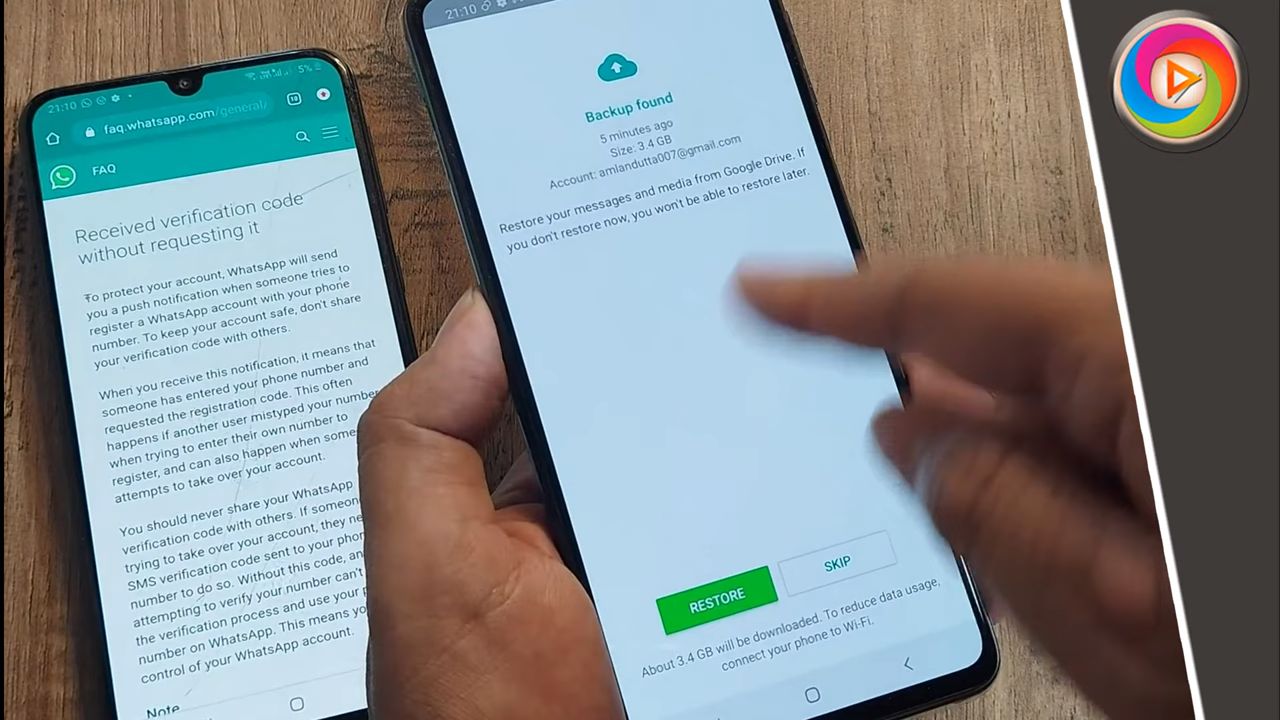 21:10
5%
faq.whatsapp.com/general/
18
FAQ
Received verification code
without requesting it
To protect your account, WhatsApp will send
you a push notification when someone tries to
register a WhatsApp account with your phone
number. To keep your account safe, don't share
your verification code with others.
When you receive this notification, it means that
someone has entered your phone number and
requested the registration code. This often
happens if another user mistyped your number
when trying to enter their own number to
register, and can also happen when some
attempts to take over your account.
You should never share your WhatsApp
verification code with others. If someone
trying to take over your account, they ne
SMS verification code sent to your phon
number to do so. Without this code, an
attempting to verify your number can't
the verification process and use your p
number on WhatsApp. This means you
control of your WhatsApp account.
Note
21:10
Backup found
5 minutes ago
Size: 3.4 GB
Account: amlandutta007@gmail.com
Restore your messages and media from Google Drive. If
you don't restore now, you won't be able to restore later.
RESTORE
SKIP
About 3.4 GB will be downloaded. To reduce data usage,
connect your phone to Wi-Fi.